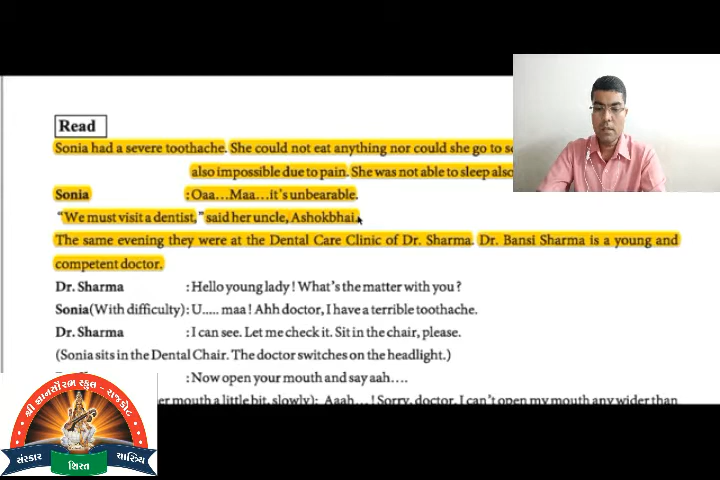 Read
Sonia had a severe toothache. She could not eat anything nor could she go to
also impossible due to pain. She was not able to sleep also
Sonia : Oaa...Maa...it's unbearable.
"We must visit a dentist," said her uncle, Ashokbhai.
The same evening they were at the Dental Care Clinic of Dr. Sharma. Dr. Bansi Sharma is a young and
competent doctor.
Dr. Sharma : Hello young lady! What's the matter with you?
Sonia(With difficulty): U..... maa! Ahh doctor, I have a terrible toothache.
Dr. Sharma : I can see. Let me check it. Sit in the chair, please.
(Sonia sits in the Dental Chair. The doctor switches on the headlight.)
: Now open your mouth and say aah....
mouth a little bit, slowly): Aaah...! Sorry, doctor, I can't open my mouth any wider than
શ્રી જ્ઞાનસૌરભ સ્કૂલ - રાજકોટ
સંસ્કાર
શિસ્ત
ચારિત્ર્ય